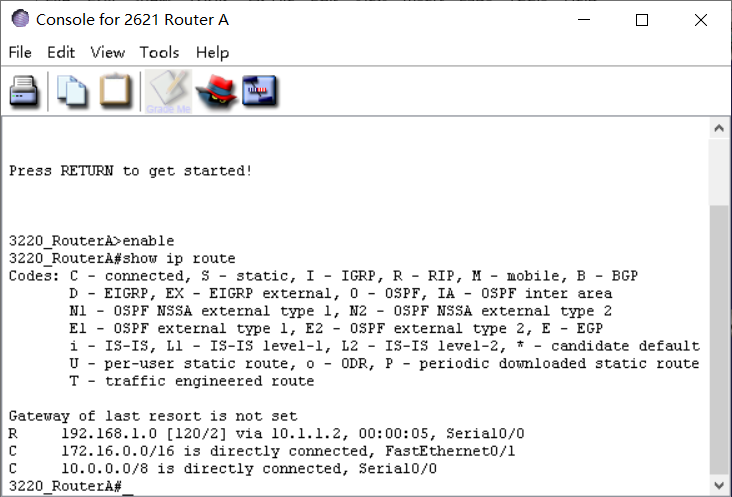 Console for 2621 Router A
File Edit View Tools Help
Grade Me
Press RETURN to get started!
3220_RouterA>enable
3220_RouterA#show ip route
Codes: C - connected, S - static, I - IGRP, R - RIP, M - mobile, B - BGP
D - EIGRP, EX - EIGRP external, O - OSPF, IA - OSPF inter area
N1 - OSPF NSSA external type 1, N2 - OSPF NSSA external type 2
E1 - OSPF external type 1, E2 - OSPF external type 2, E - EGP
i - IS-IS, L1 - IS-IS level-1, L2 - IS-IS level-2, * - candidate default
U - per-user static route, o - ODR, P - periodic downloaded static route
T - traffic engineered route
Gateway of last resort is not set
R 192.168.1.0 [120/2] via 10.1.1.2, 00:00:05, Serial0/0
C 172.16.0.0/16 is directly connected, FastEthernet0/1
C 10.0.0.0/8 is directly connected, Serial0/0
3220_RouterA#_